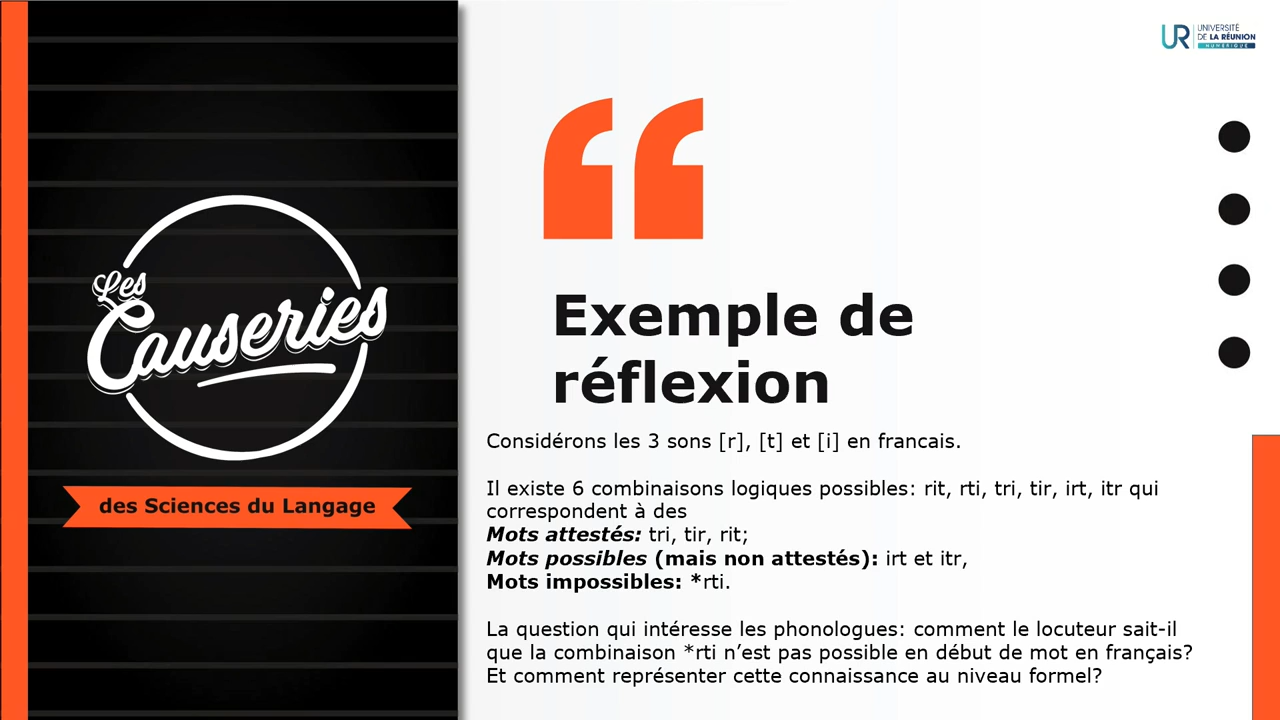 UR UNIVERSITÉ
DE LA RÉUNION
NUMÉRIQUE
Les
Causeries
des Sciences du Langage
Exemple de
réflexion
Considérons les 3 sons [r], [t] et [i] en francais.
Il existe 6 combinaisons logiques possibles: rit, rti, tri, tir, irt, itr qui
correspondent à des
Mots attestés: tri, tir, rit;
Mots possibles (mais non attestés): irt et itr,
Mots impossibles: *rti.
La question qui intéresse les phonologues: comment le locuteur sait-il
que la combinaison *rti n’est pas possible en début de mot en français?
Et comment représenter cette connaissance au niveau formel?